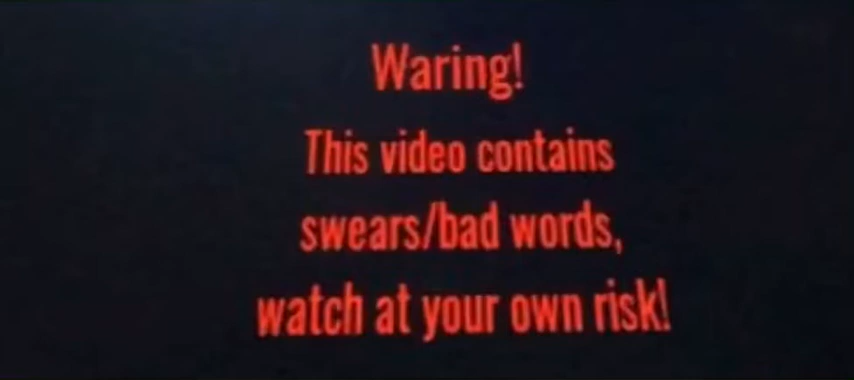 Waring!
This video contains
swears/bad words,
watch at your own risk!